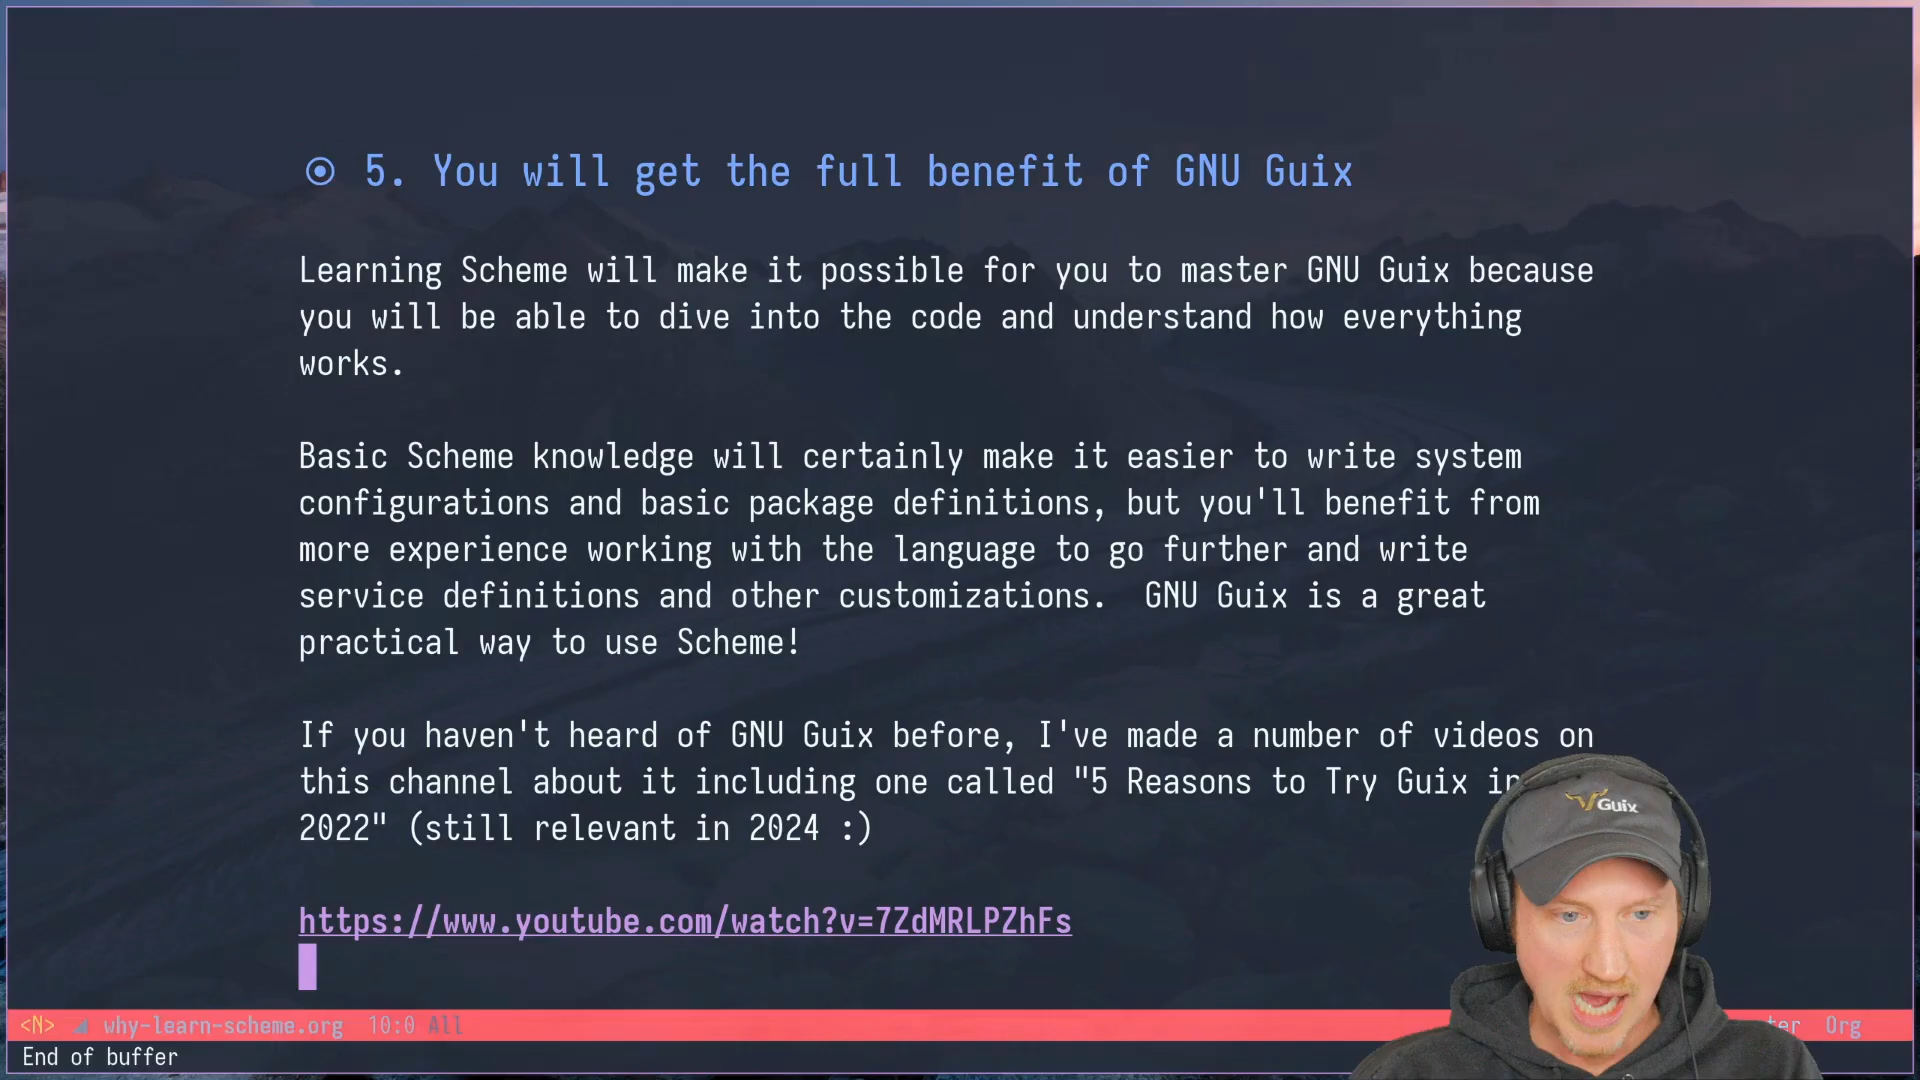 5. You will get the full benefit of GNU Guix
Learning Scheme will make it possible for you to master GNU Guix because
you will be able to dive into the code and understand how everything
works.
Basic Scheme knowledge will certainly make it easier to write system
configurations and basic package definitions, but you'll benefit from
more experience working with the language to go further and write
service definitions and other customizations.  GNU Guix is a great
practical way to use Scheme!
If you haven't heard of GNU Guix before, I've made a number of videos on
this channel about it including one called "5 Reasons to Try Guix in
2022" (still relevant in 2024 :)
Guix
https://www.youtube.com/watch?v=7ZdMRLPZhFs
<N> why-learn-scheme.org 10:0 All Org
End of buffer